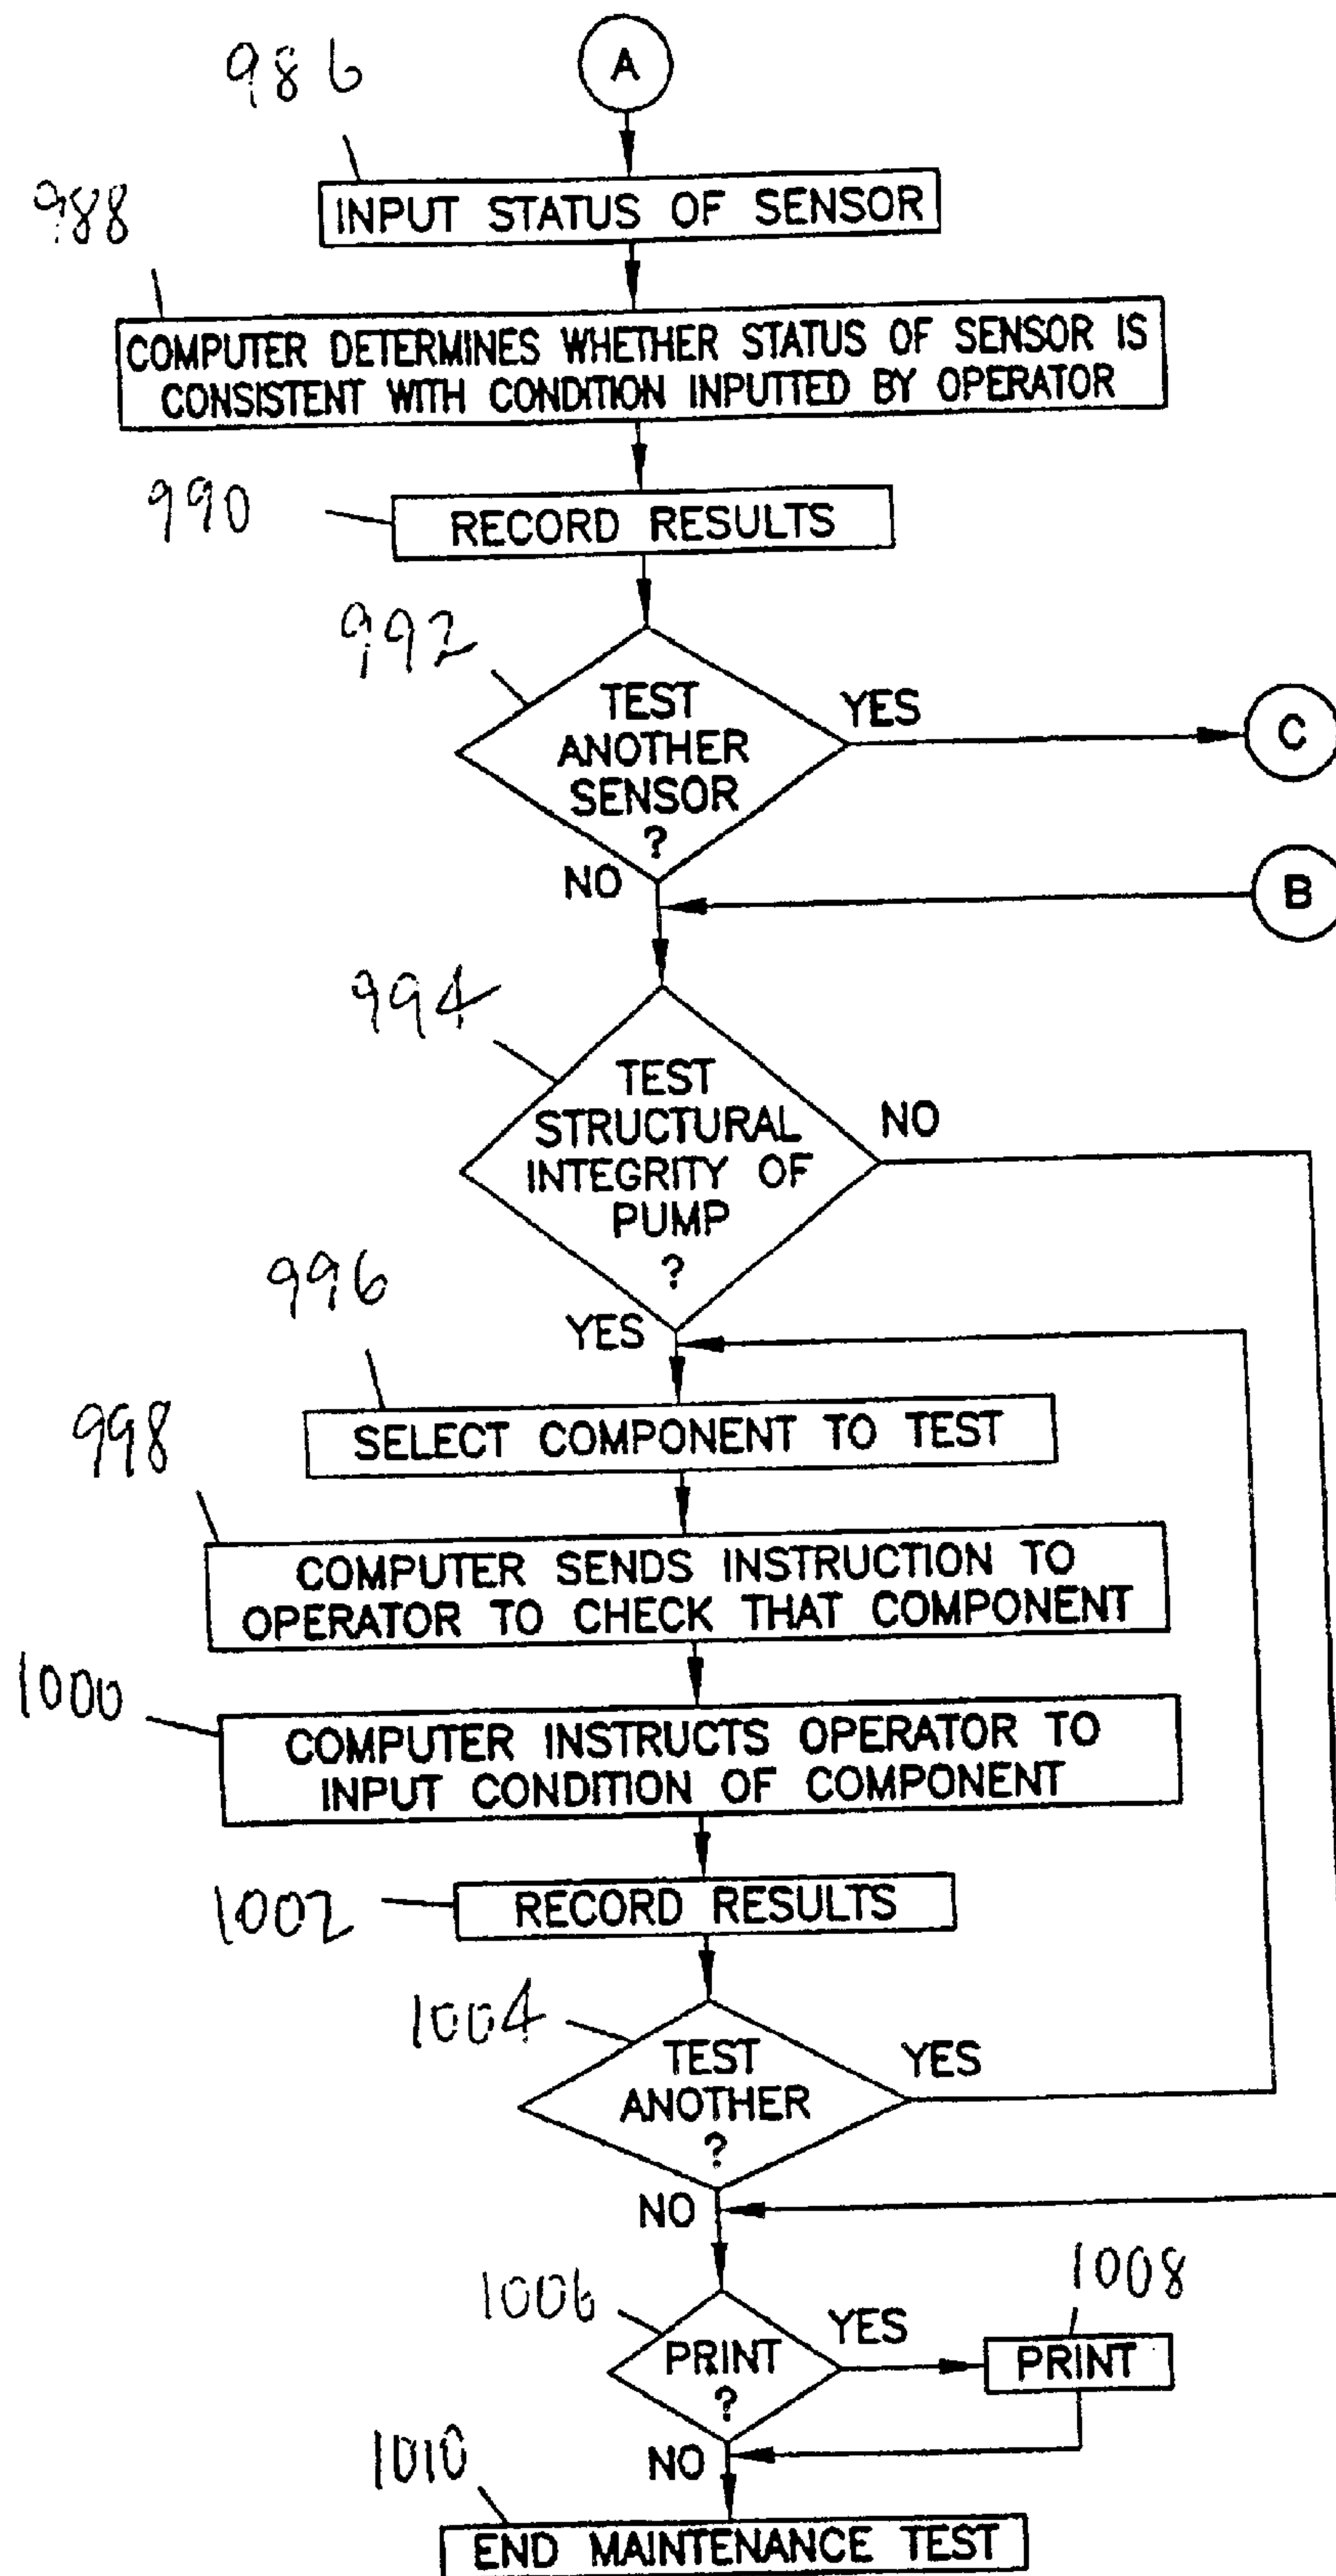 A
986
INPUT STATUS OF SENSOR
988
COMPUTER DETERMINES WHETHER STATUS OF SENSOR IS
CONSISTENT WITH CONDITION INPUTTED BY OPERATOR
990
RECORD RESULTS
992
TEST
ANOTHER
SENSOR
?
YES
C
NO
B
994
TEST
STRUCTURAL
INTEGRITY OF
PUMP
?
NO
YES
996
SELECT COMPONENT TO TEST
998
COMPUTER SENDS INSTRUCTION TO
OPERATOR TO CHECK THAT COMPONENT
1000
COMPUTER INSTRUCTS OPERATOR TO
INPUT CONDITION OF COMPONENT
1002
RECORD RESULTS
1004
TEST
ANOTHER
?
YES
NO
1006
PRINT
?
YES
1008
PRINT
NO
1010
END MAINTENANCE TEST